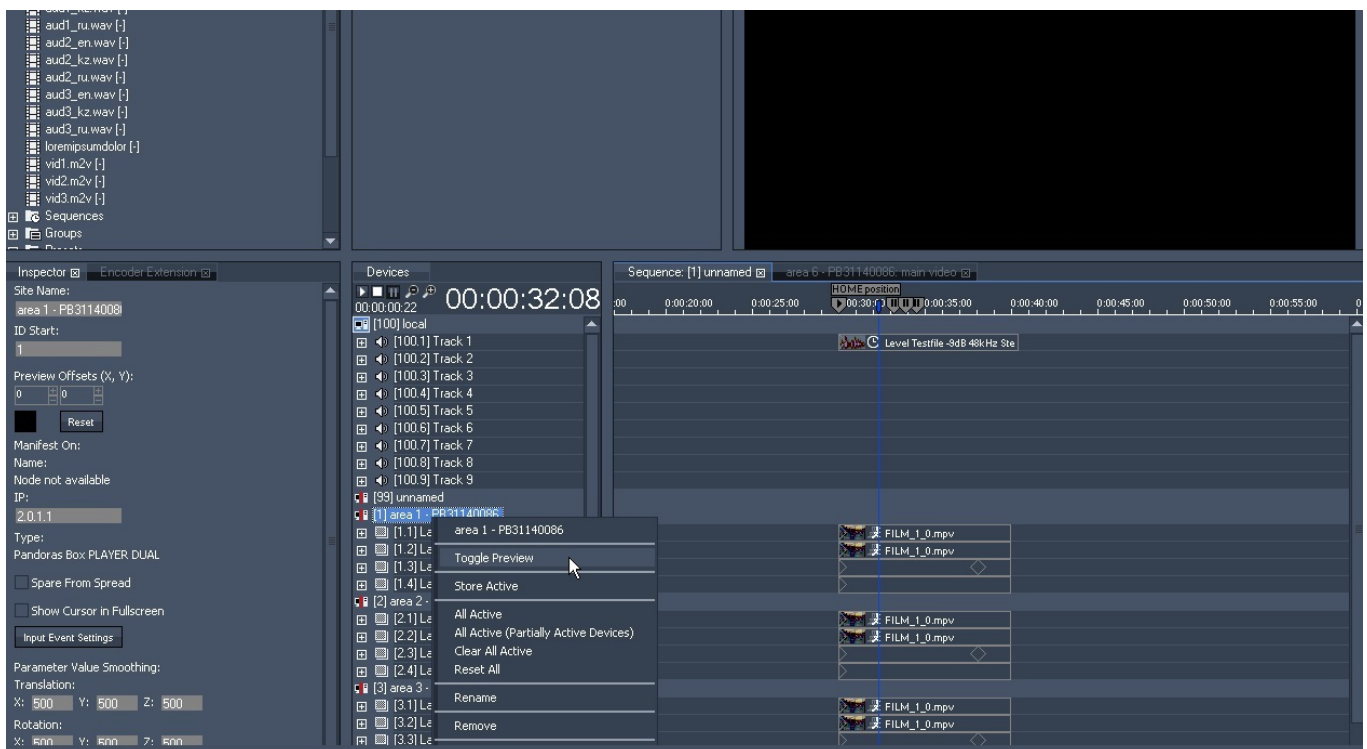 aud1_ru.wav [-]
aud2_en.wav [-]
aud2_kz.wav [-]
aud2_ru.wav [-]
aud3_en.wav [-]
aud3_kz.wav [-]
aud3_ru.wav [-]
loremipsumdolor [-]
vid1.m2v [-]
vid2.m2v [-]
vid3.m2v [-]
Sequences
Groups
Inspector
Encoder Extension
Site Name:
area 1 - PB3114008
ID Start:
1
Preview Offsets (X, Y):
0 0
Reset
Manifest On:
Name:
Node not available
IP:
2.0.1.1
Type:
Pandoras Box PLAYER DUAL
Spare From Spread
Show Cursor in Fullscreen
Input Event Settings
Parameter Value Smoothing:
Translation:
X: 500 Y: 500 Z: 500
Rotation:
X: 500 Y: 500 Z: 500
Devices
00:00:32:08
00:00:00:22
[100] local
[100.1] Track 1
[100.2] Track 2
[100.3] Track 3
[100.4] Track 4
[100.5] Track 5
[100.6] Track 6
[100.7] Track 7
[100.8] Track 8
[100.9] Track 9
[99] unnamed
[1] area 1 - PB31140086
[1.1] La
[1.2] La
[1.3] La
[1.4] La
[2] area 2 -
[2.1] La
[2.2] La
[2.3] La
[2.4] La
[3] area 3 -
[3.1] La
[3.2] La
[3.3] La
area 1 - PB31140086
Toggle Preview
Store Active
All Active
All Active (Partially Active Devices)
Clear All Active
Reset All
Rename
Remove
Sequence: [1] unnamed
area 6 - PB31140086: main video
HOME position
:00 0:00:20:00 0:00:25:00 0:00:35:00 0:00:40:00 0:00:45:00 0:00:50:00 0:00:55:00 0
Level Testfile -9dB 48kHz Ste
FILM_1_0.mpv
FILM_1_0.mpv
FILM_1_0.mpv
FILM_1_0.mpv
FILM_1_0.mpv
FILM_1_0.mpv